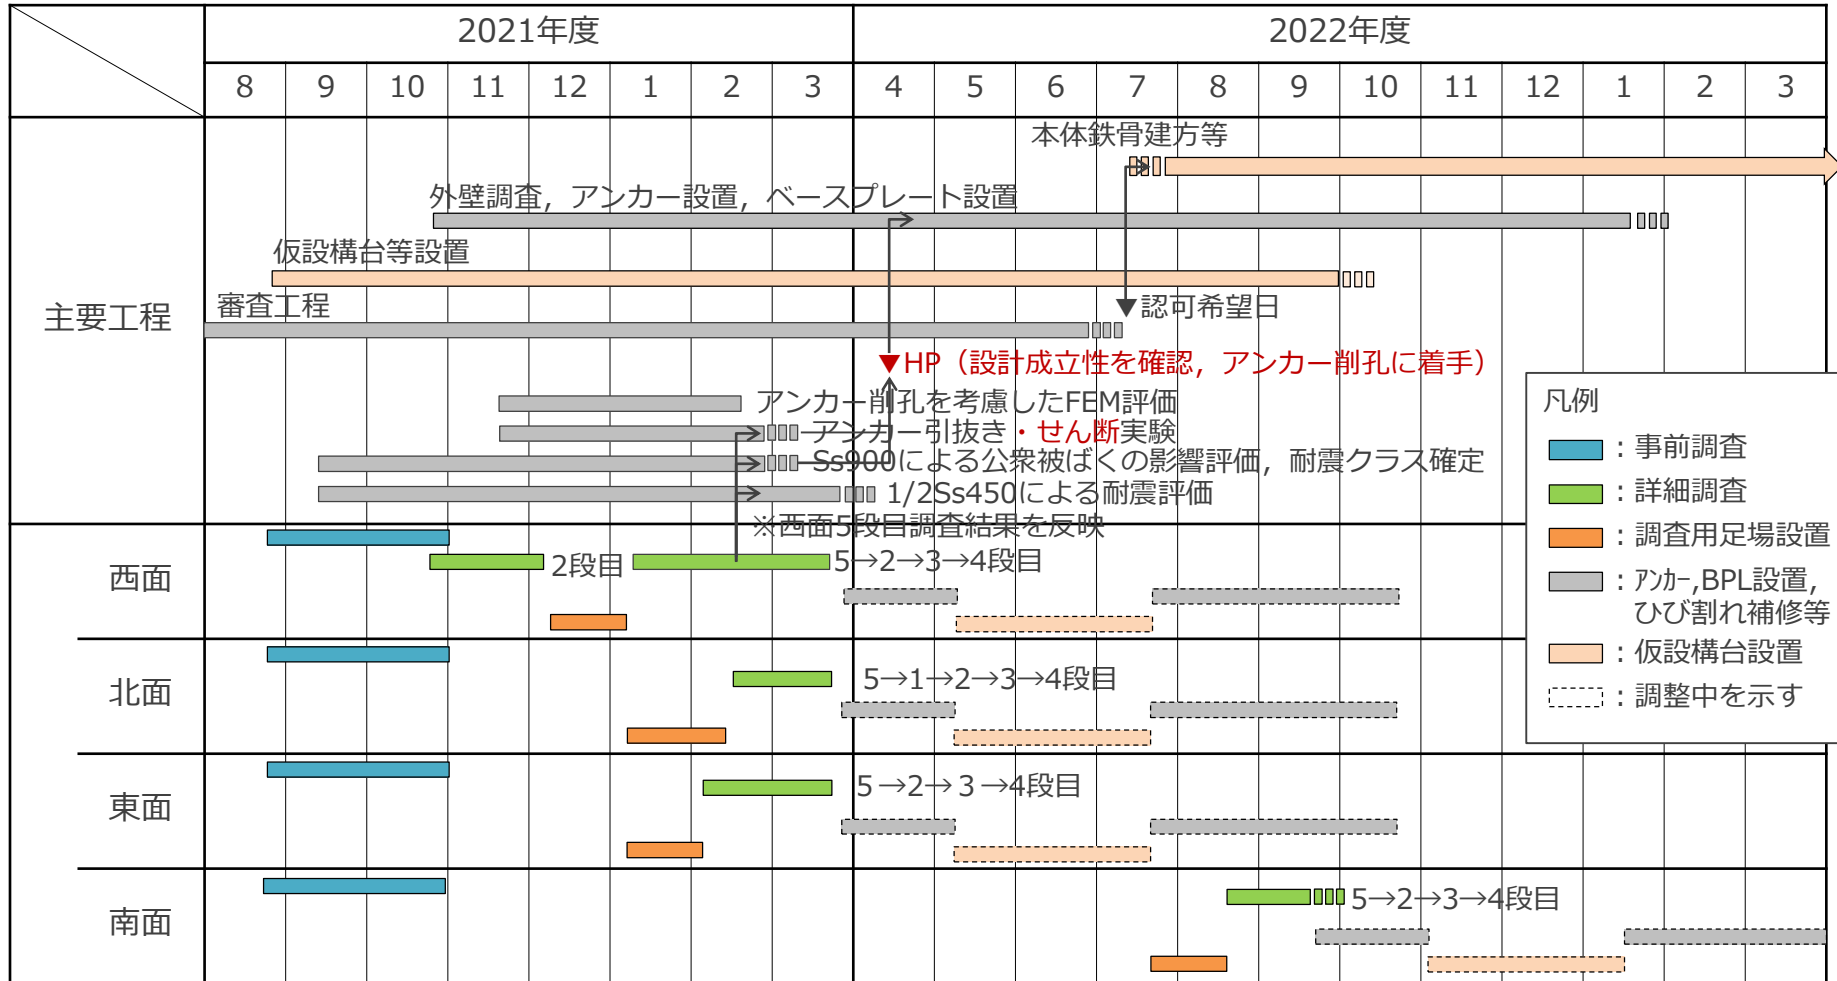 2021年度
2022年度
8 9 10 11 12 1 2 3 4 5 6 7 8 9 10 11 12 1 2 3
主要工程
本体鉄骨建方等
外壁調査，アンカー設置，ベースプレート設置
仮設構台等設置
審査工程
▼認可希望日
▼HP（設計成立性を確認，アンカー削孔に着手）
アンカー削孔を考慮したFEM評価
アンカー引抜き・せん断実験
Ss900による公衆被ばくの影響評価，耐震クラス確定
1/2Ss450による耐震評価
※西面5段目調査結果を反映
西面
2段目
5→2→3→4段目
北面
5→1→2→3→4段目
東面
5→2→３→4段目
南面
5→2→3→4段目
凡例
：事前調査
：詳細調査
：調査用足場設置
：ｱﾝｶｰ,BPL設置，
ひび割れ補修等
：仮設構台設置
：調整中を示す